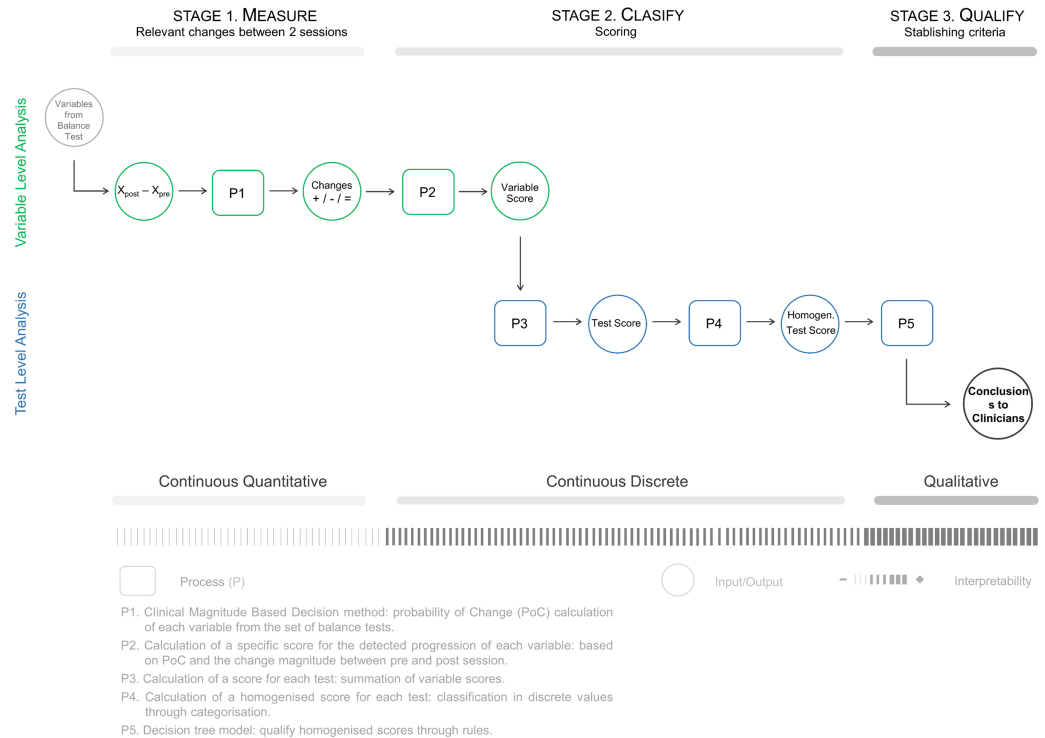 STAGE 1. MEASURE
Relevant changes between 2 sessions
STAGE 2. CLASIFY
Scoring
STAGE 3. QUALIFY
Stablishing criteria
Variable Level Analysis
Variables
from
Balance
Test
Xpost – Xpre
P1
Changes
+ / - / =
P2
Variable
Score
Test Level Analysis
P3
Test Score
P4
Homogen.
Test Score
P5
Conclusion
s to
Clinicians
Continuous Quantitative
Continuous Discrete
Qualitative
Process (P)
Input/Output
- +
Interpretability
P1. Clinical Magnitude Based Decision method: probability of Change (PoC) calculation
of each variable from the set of balance tests.
P2. Calculation of a specific score for the detected progression of each variable: based
on PoC and the change magnitude between pre and post session.
P3. Calculation of a score for each test: summation of variable scores.
P4. Calculation of a homogenised score for each test: classification in discrete values
through categorisation.
P5. Decision tree model: qualify homogenised scores through rules.